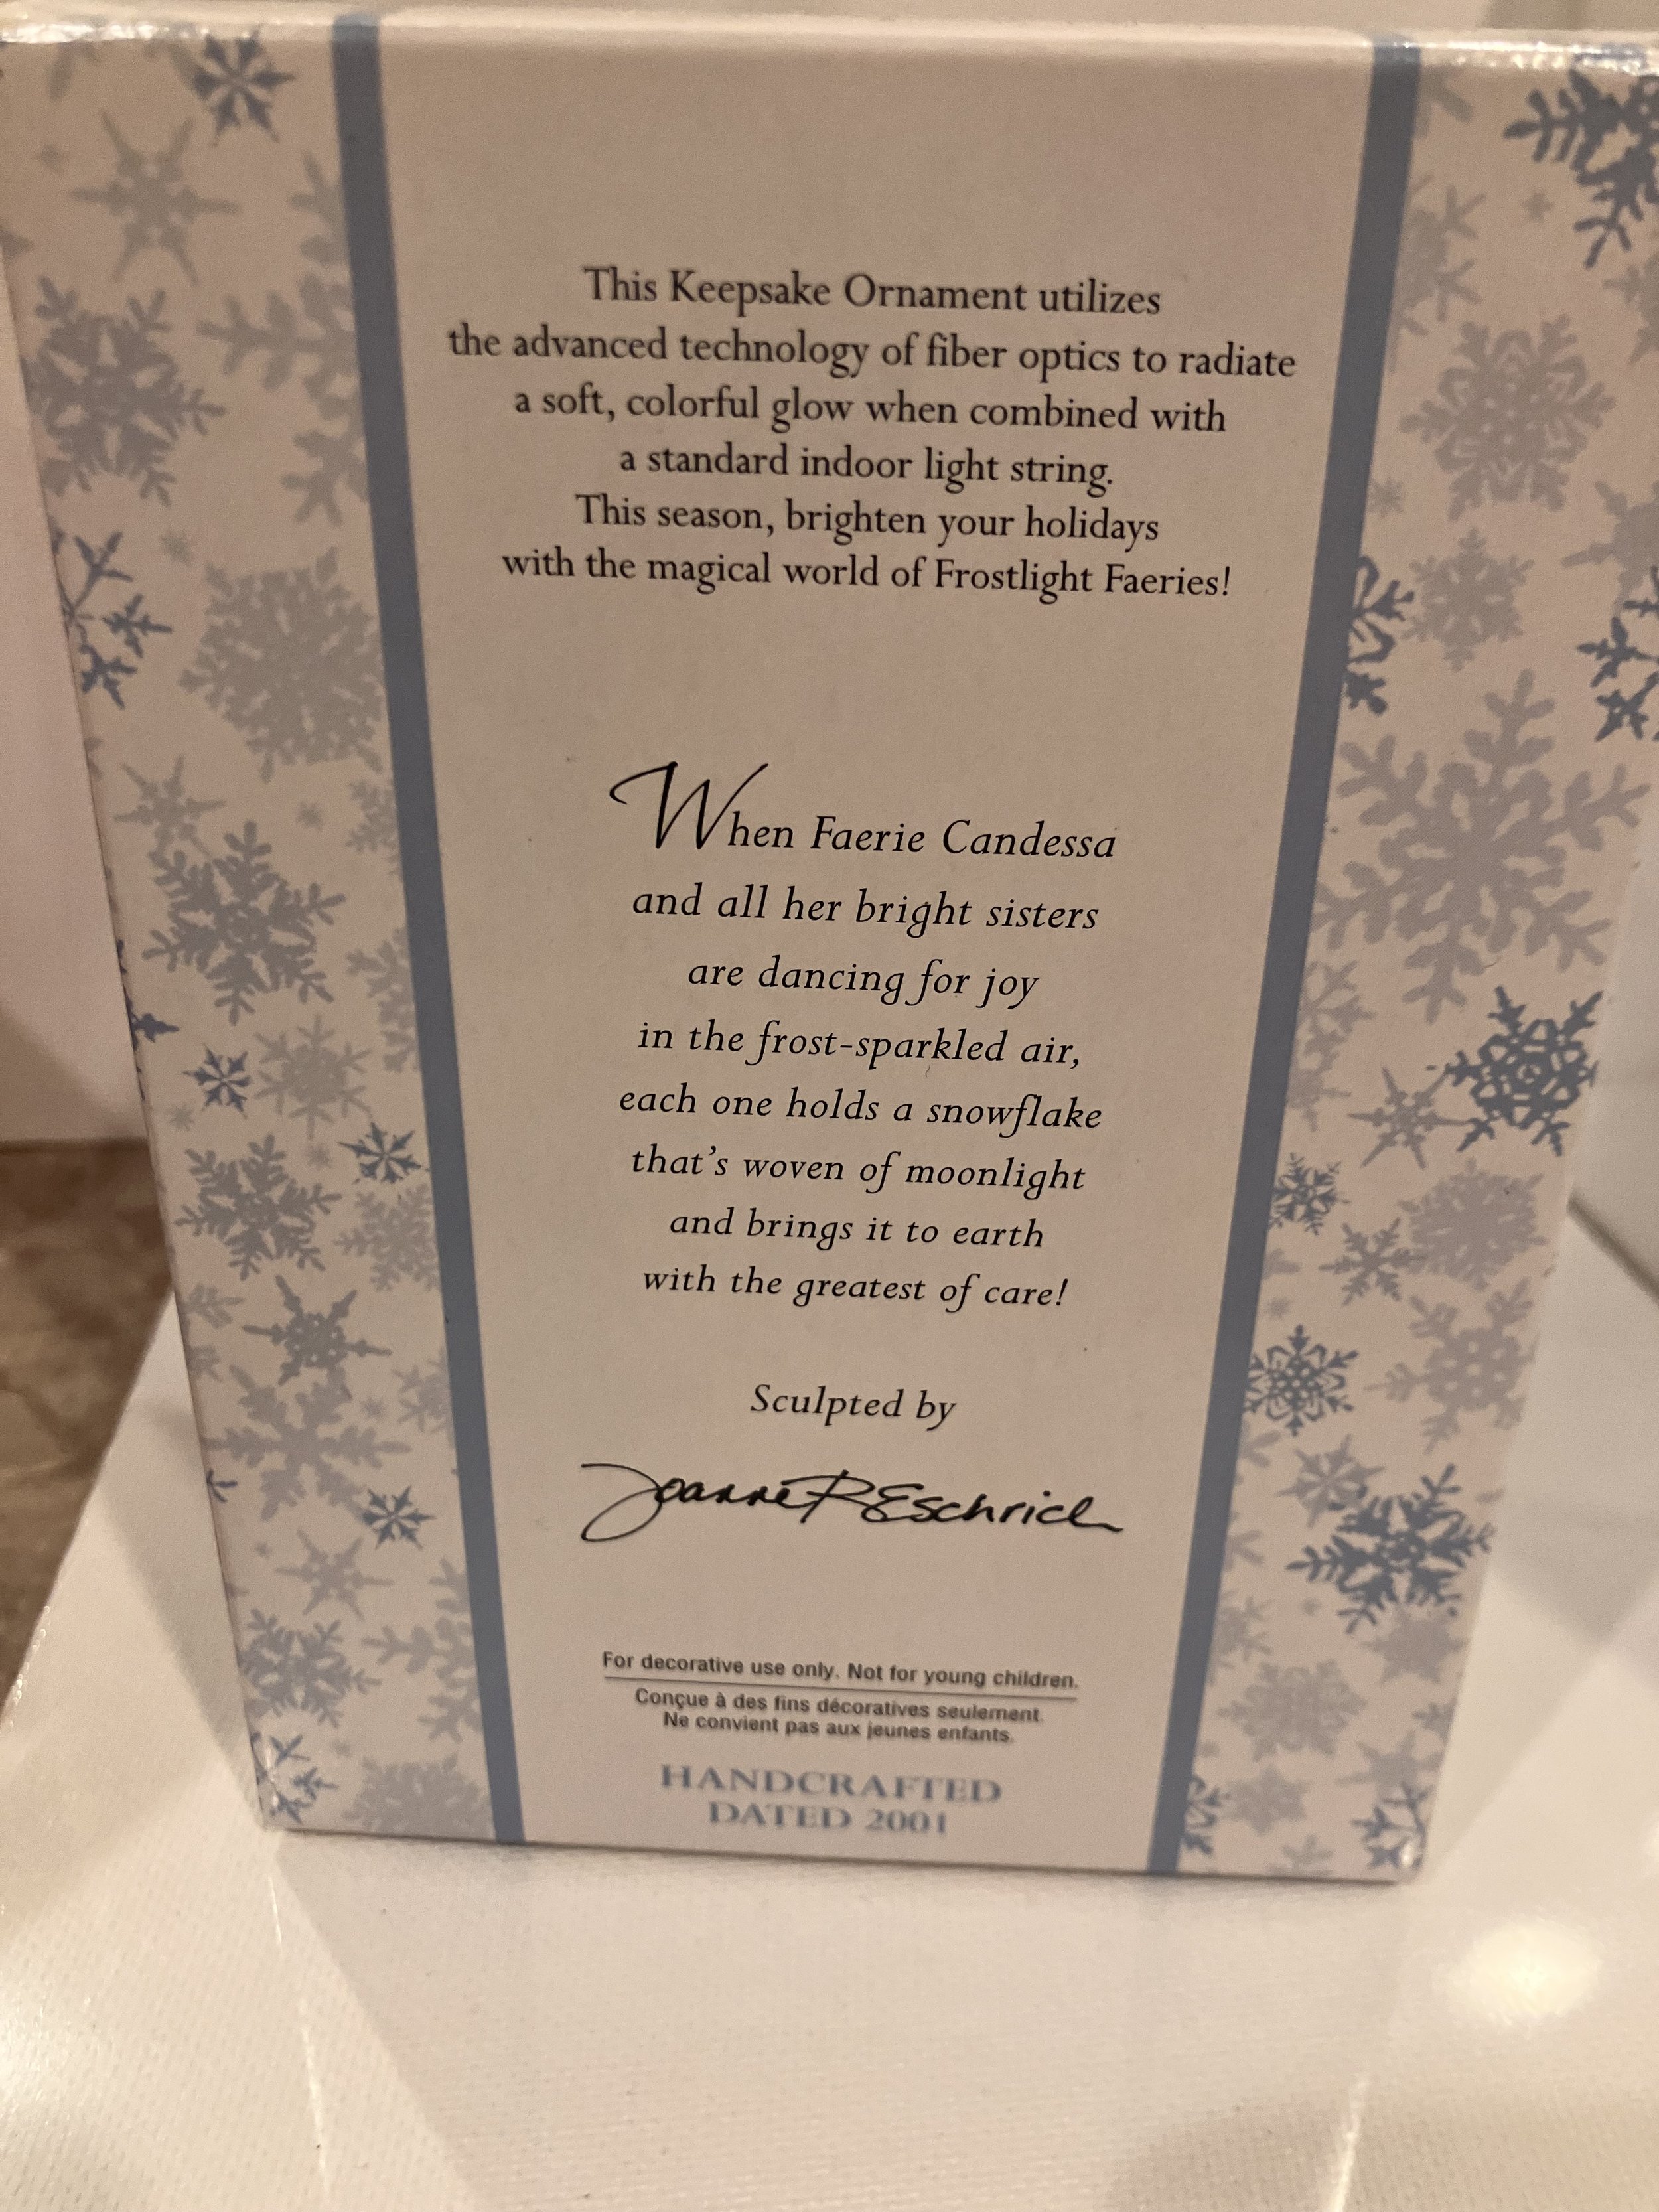 This Keepsake Ornament utilizes
the advanced technology of fiber optics to radiate
a soft, colorful glow when combined with
a standard indoor light string.
This season, brighten your holidays
with the magical world of Frostlight Faeries!
When Faerie Candessa
and all her bright sisters
are dancing for joy
in the frost-sparkled air,
each one holds a snowflake
that's woven of moonlight
and brings it to earth
with the greatest of care!
Sculpted by
Joanne R Eschrich
For decorative use only. Not for young children.
Conçue à des fins décoratives seulement.
Ne convient pas aux jeunes enfants.
HANDCRAFTED
DATED 2001